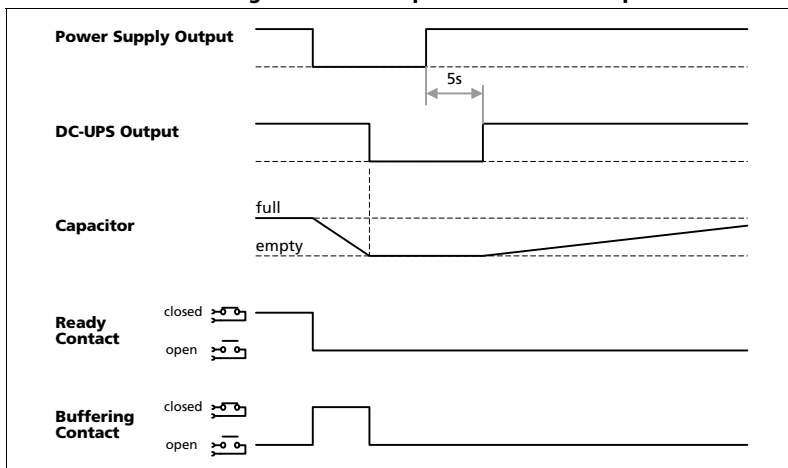 Power Supply Output
5s
DC-UPS Output
full
Capacitor
empty
closed
Ready
Contact
open
closed
Buffering
Contact
open